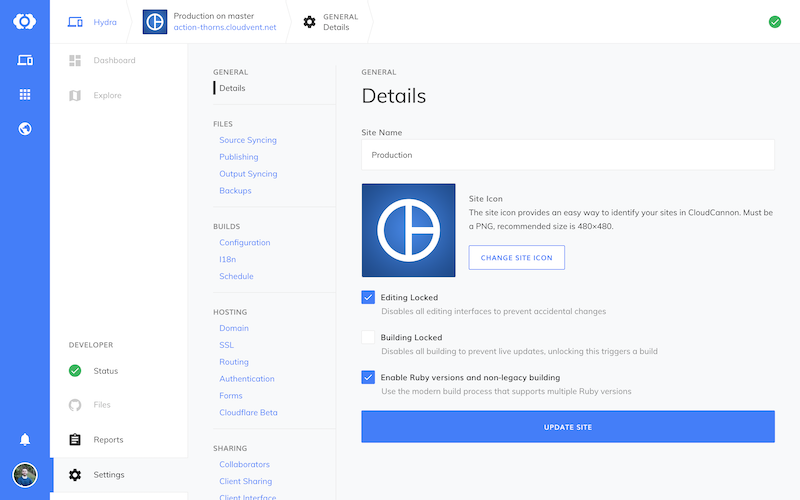 Hydra
Production on master
action-thorns.cloudvent.net
GENERAL
Details
Dashboard
Explore
DEVELOPER
Status
Files
Reports
Settings
GENERAL
Details
FILES
Source Syncing
Publishing
Output Syncing
Backups
BUILDS
Configuration
I18n
Schedule
HOSTING
Domain
SSL
Routing
Authentication
Forms
Cloudflare Beta
SHARING
Collaborators
Client Sharing
Client Interface
GENERAL
Details
Site Name
Production
Site Icon
The site icon provides an easy way to identify your sites in CloudCannon. Must be
a PNG, recommended size is 480×480.
CHANGE SITE ICON
Editing Locked
Disables all editing interfaces to prevent accidental changes
Building Locked
Disables all building to prevent live updates, unlocking this triggers a build
Enable Ruby versions and non-legacy building
Use the modern build process that supports multiple Ruby versions
UPDATE SITE